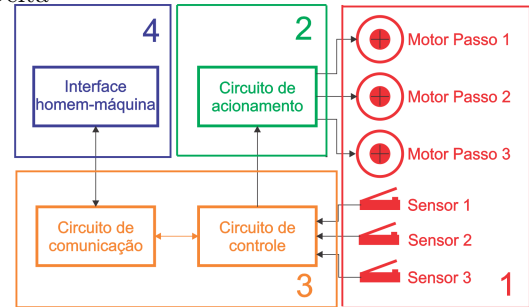 4
Interface
homem-máquina
2
Circuito de
acionamento
Motor Passo 1
Motor Passo 2
Motor Passo 3
Sensor 1
Sensor 2
Sensor 3
1
Circuito de
comunicação
Circuito de
controle
3